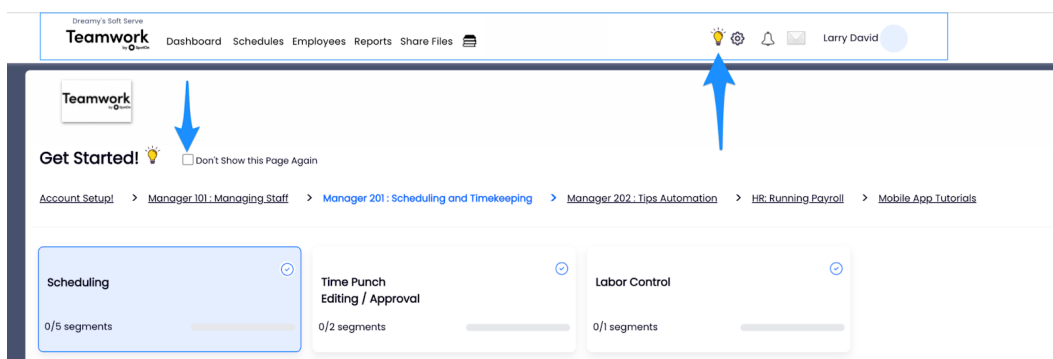 Dreamy's Soft Serve
Teamwork
by SpotOn
Dashboard Schedules Employees Reports Share Files
Larry David
Teamwork
by SpotOn
Get Started!
Don't Show this Page Again
Account Setup! > Manager 101 : Managing Staff > Manager 201 : Scheduling and Timekeeping > Manager 202 : Tips Automation > HR: Running Payroll > Mobile App Tutorials
Scheduling
0/5 segments
Time Punch
Editing / Approval
0/2 segments
Labor Control
0/1 segments